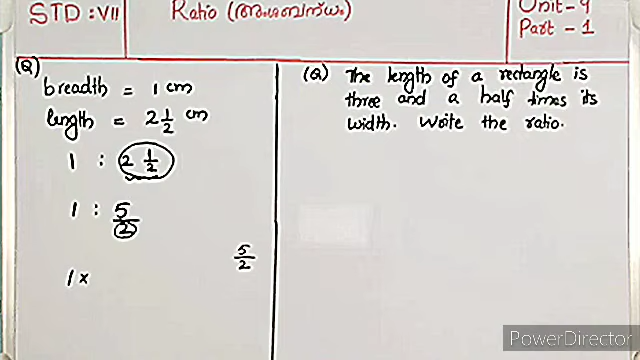 STD : VII
Ratio (അംശബന്ധം)
Unit - 9
Part - 1
(Q)
breadth = 1 cm
length = 2 1/2 cm
1 : 2 1/2
1 : 5/2
1 ×
5/2
(Q) The length of a rectangle is
three and a half times its
width. Write the ratio.
PowerDirector